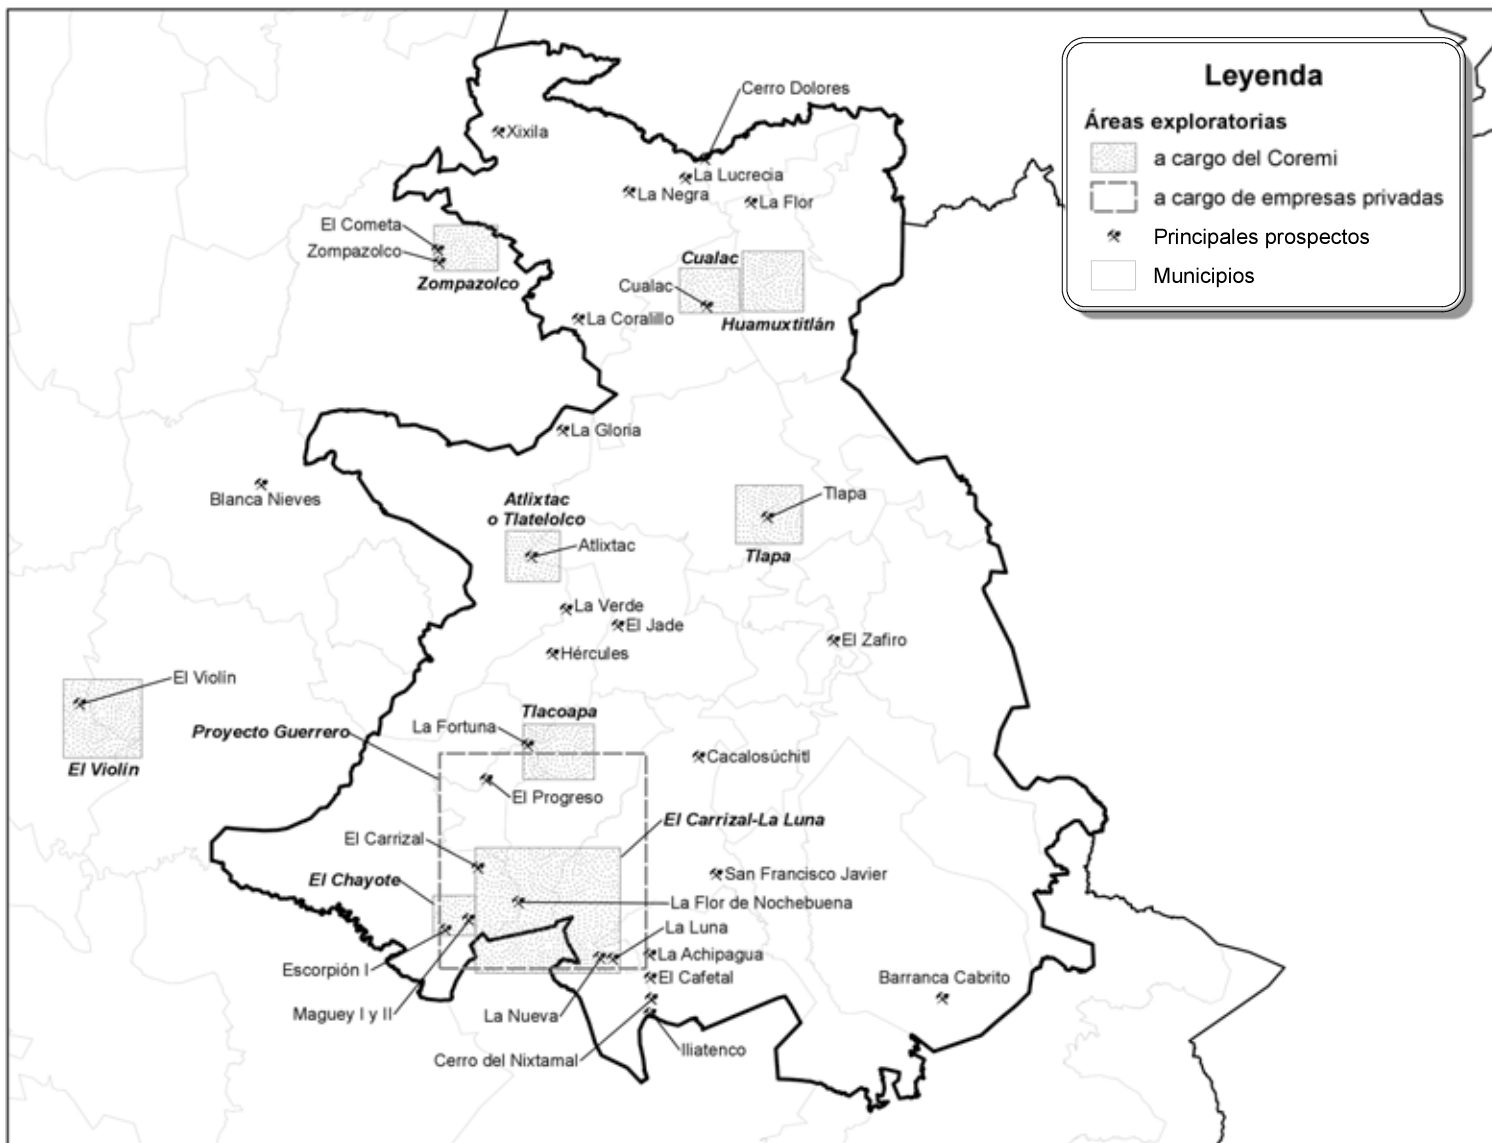 Leyenda
Áreas exploratorias
a cargo del Coremi
a cargo de empresas privadas
Principales prospectos
Municipios
Cerro Dolores
Xixila
La Lucrecia
La Negra
La Flor
El Cometa
Zompazolco
Zompazolco
Cualac
Cualac
Huamuxtitlán
La Coralillo
La Gloria
Blanca Nieves
Atlixtac
o Tlatelolco
Atlixtac
Tlapa
Tlapa
La Verde
El Jade
Hércules
El Zafiro
El Violín
El Violín
Proyecto Guerrero
Tlacoapa
La Fortuna
Cacalosúchitl
El Progreso
El Carrizal-La Luna
El Carrizal
El Chayote
San Francisco Javier
La Flor de Nochebuena
La Luna
La Achipagua
El Cafetal
Escorpión I
Maguey I y II
La Nueva
Barranca Cabrito
Cerro del Nixtamal
Iliatenco